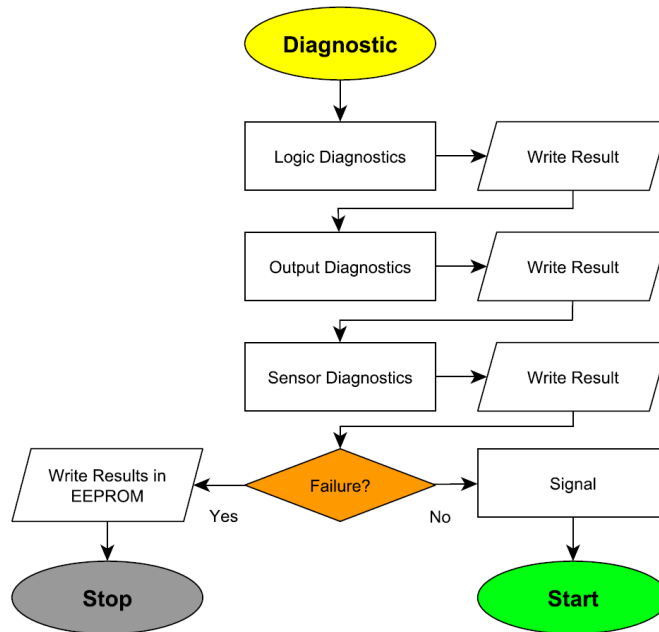 Diagnostic
Logic Diagnostics
Write Result
Output Diagnostics
Write Result
Sensor Diagnostics
Write Result
Write Results in
EEPROM
Failure?
Signal
Yes
No
Stop
Start